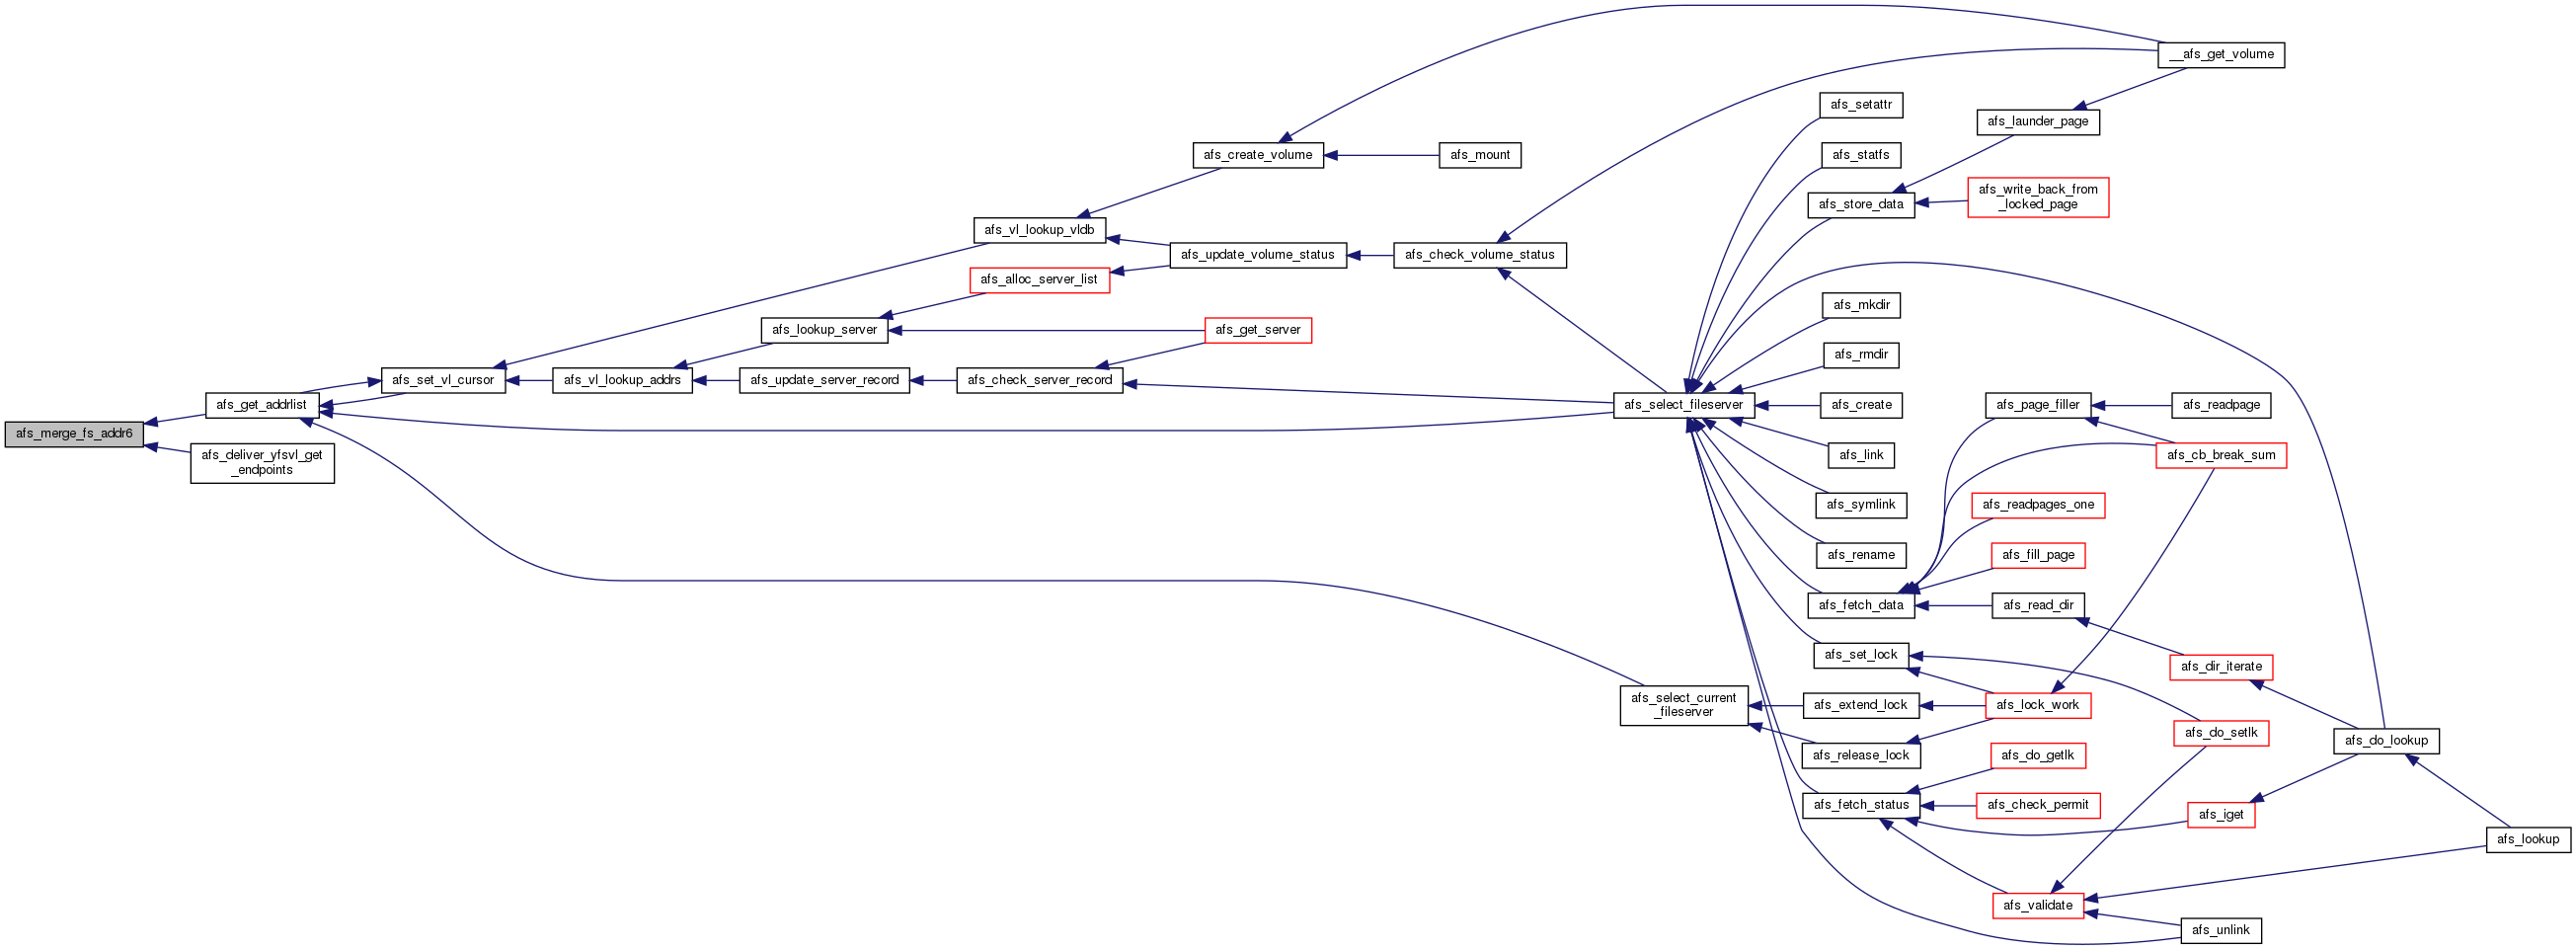 afs_merge_fs_addr6
afs_get_addrlist
afs_deliver_yfsvl_get
_endpoints
afs_set_vl_cursor
afs_vl_lookup_addrs
afs_lookup_server
afs_update_server_record
afs_vl_lookup_vldb
afs_alloc_server_list
afs_check_server_record
afs_create_volume
afs_update_volume_status
afs_get_server
afs_mount
afs_check_volume_status
afs_select_fileserver
afs_select_current
_fileserver
afs_setattr
afs_statfs
afs_store_data
afs_mkdir
afs_rmdir
afs_create
afs_link
afs_symlink
afs_rename
afs_fetch_data
afs_set_lock
afs_extend_lock
afs_release_lock
afs_fetch_status
afs_launder_page
afs_write_back_from
_locked_page
afs_page_filler
afs_readpages_one
afs_fill_page
afs_read_dir
afs_lock_work
afs_do_getlk
afs_check_permit
afs_validate
__afs_get_volume
afs_readpage
afs_cb_break_sum
afs_dir_iterate
afs_do_setlk
afs_iget
afs_unlink
afs_do_lookup
afs_lookup